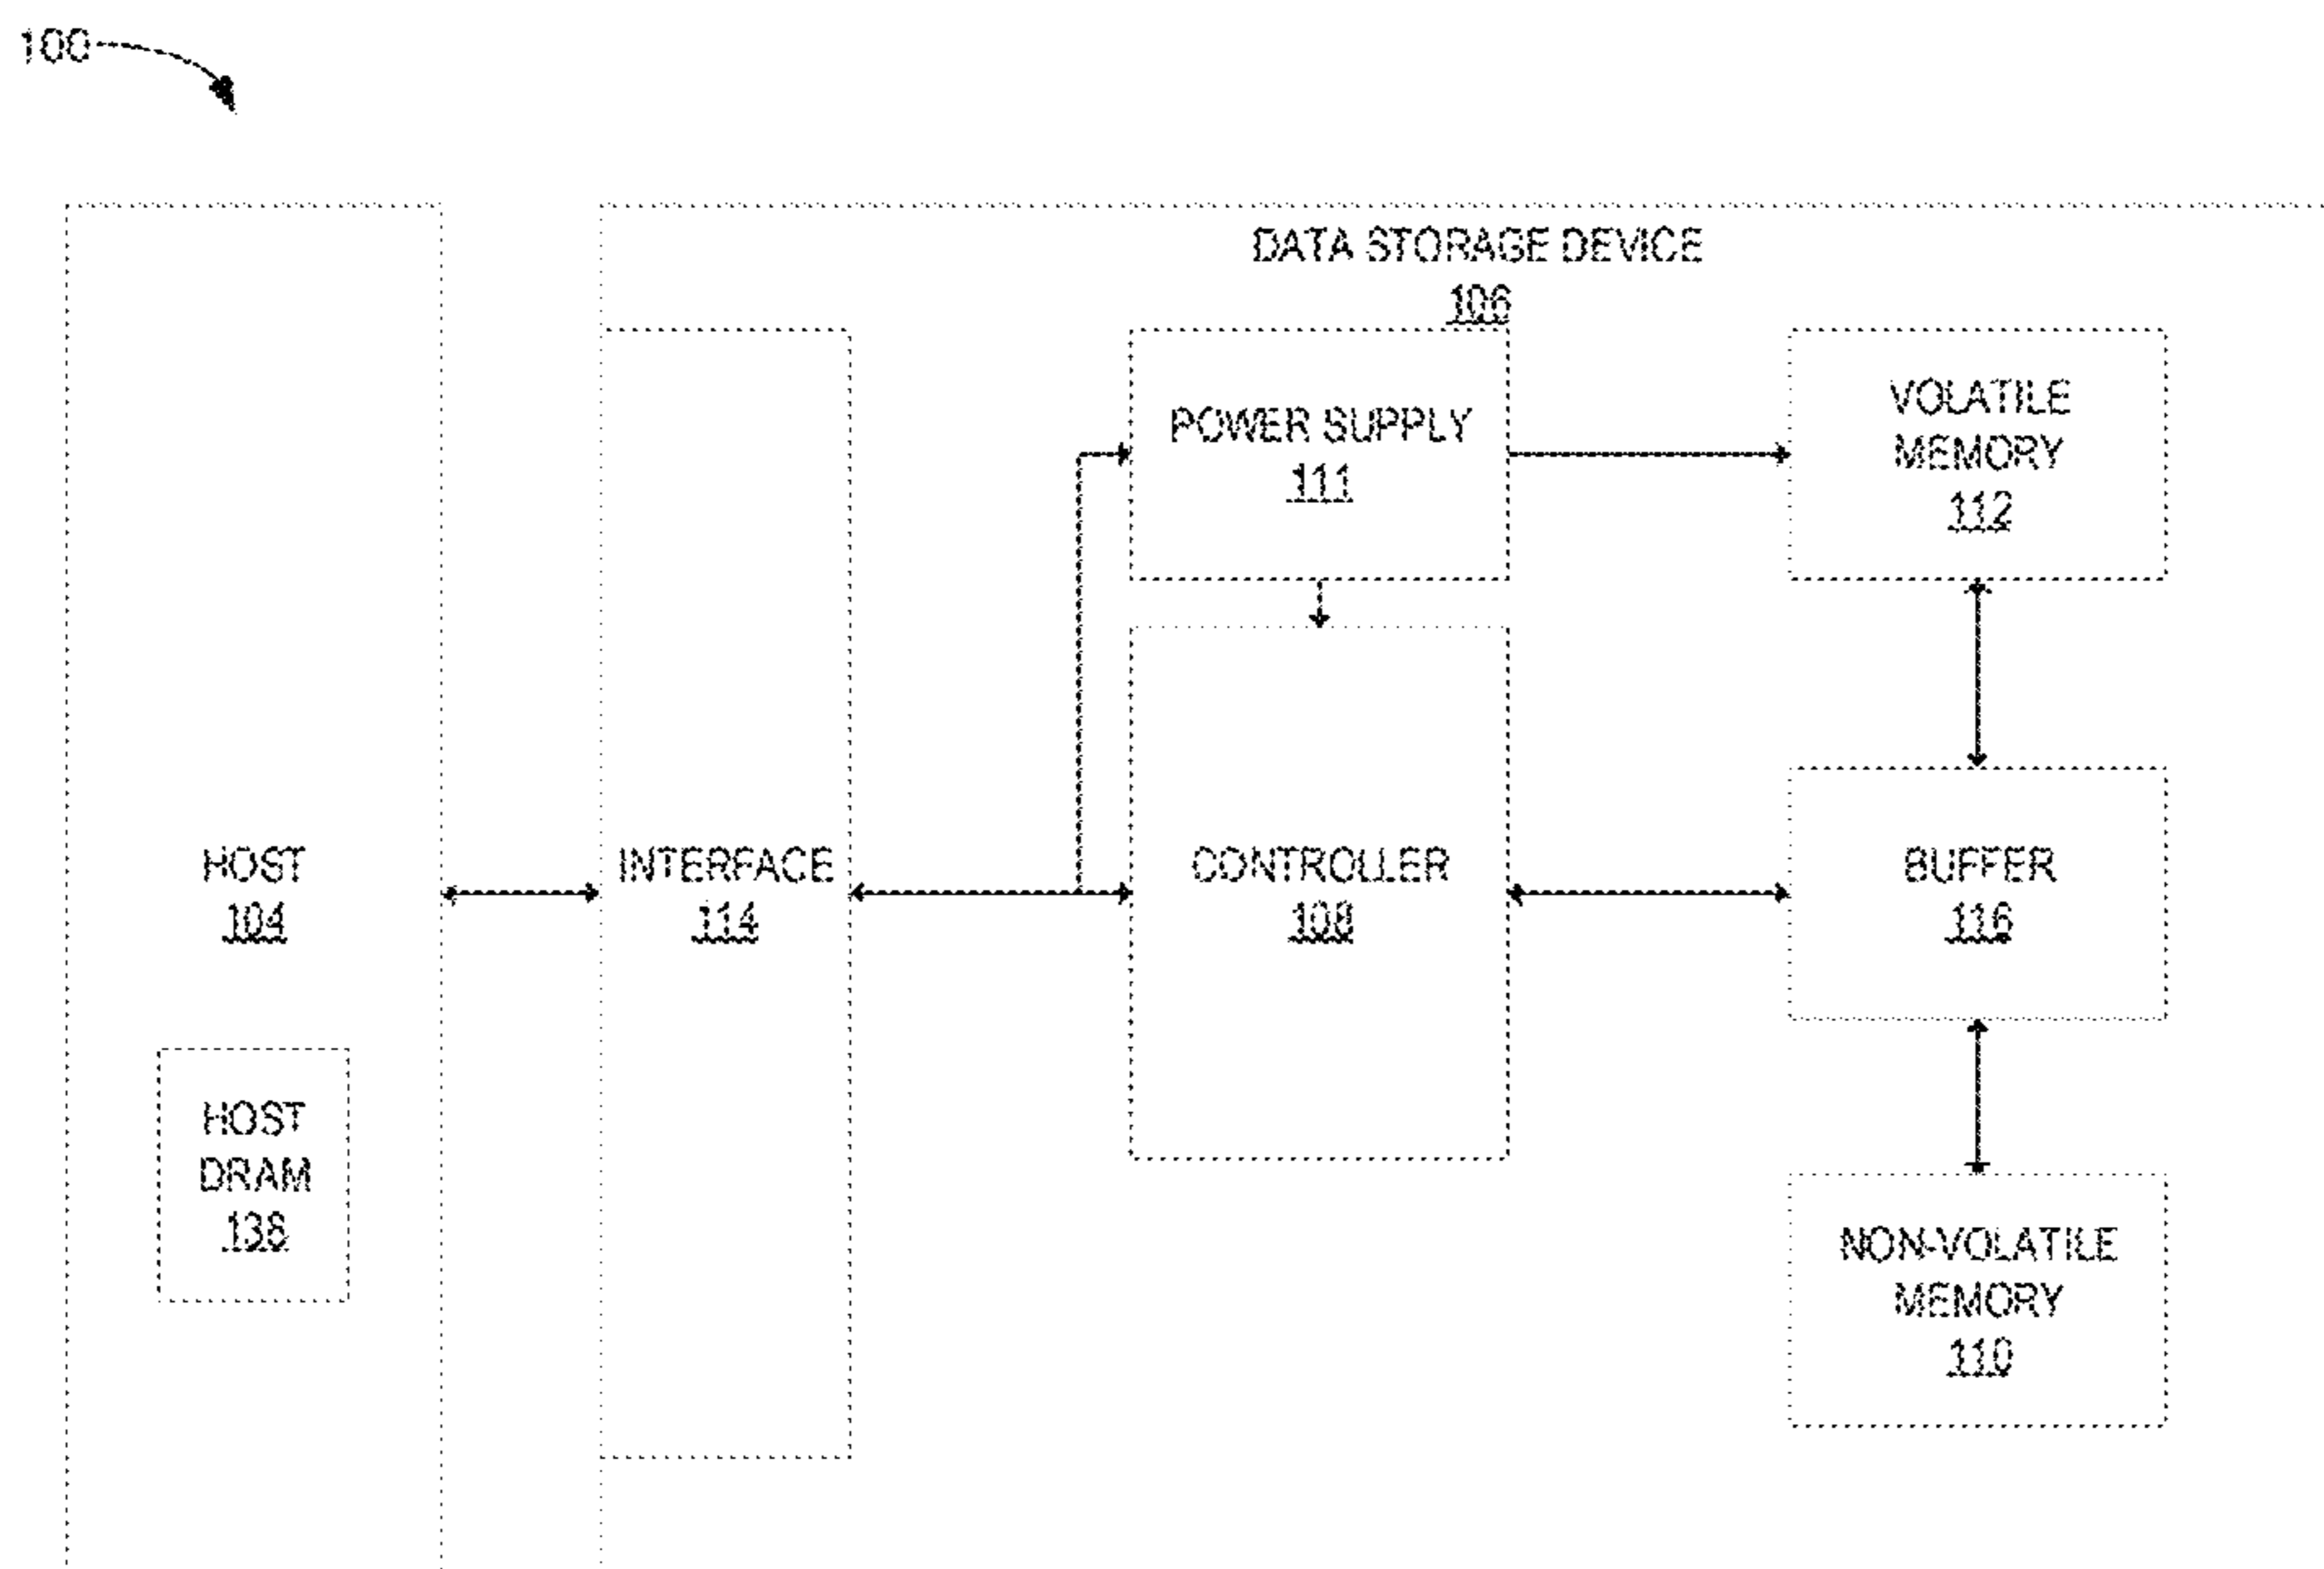 100
DATA STORAGE DEVICE
106
POWER SUPPLY
111
VOLATILE
MEMORY
112
HOST
104
INTERFACE
114
CONTROLLER
108
BUFFER
116
HOST
DRAM
138
NON-VOLATILE
MEMORY
110